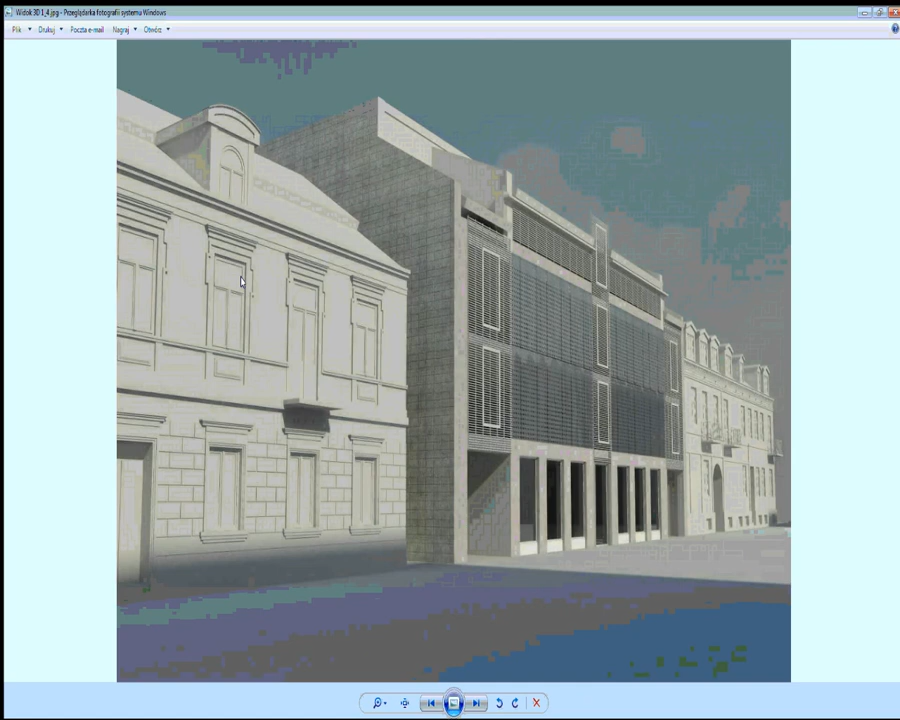 Widok 3D 1_4.jpg - Przeglądarka fotografii systemu Windows
Plik Drukuj Poczta e-mail Nagraj Otwórz